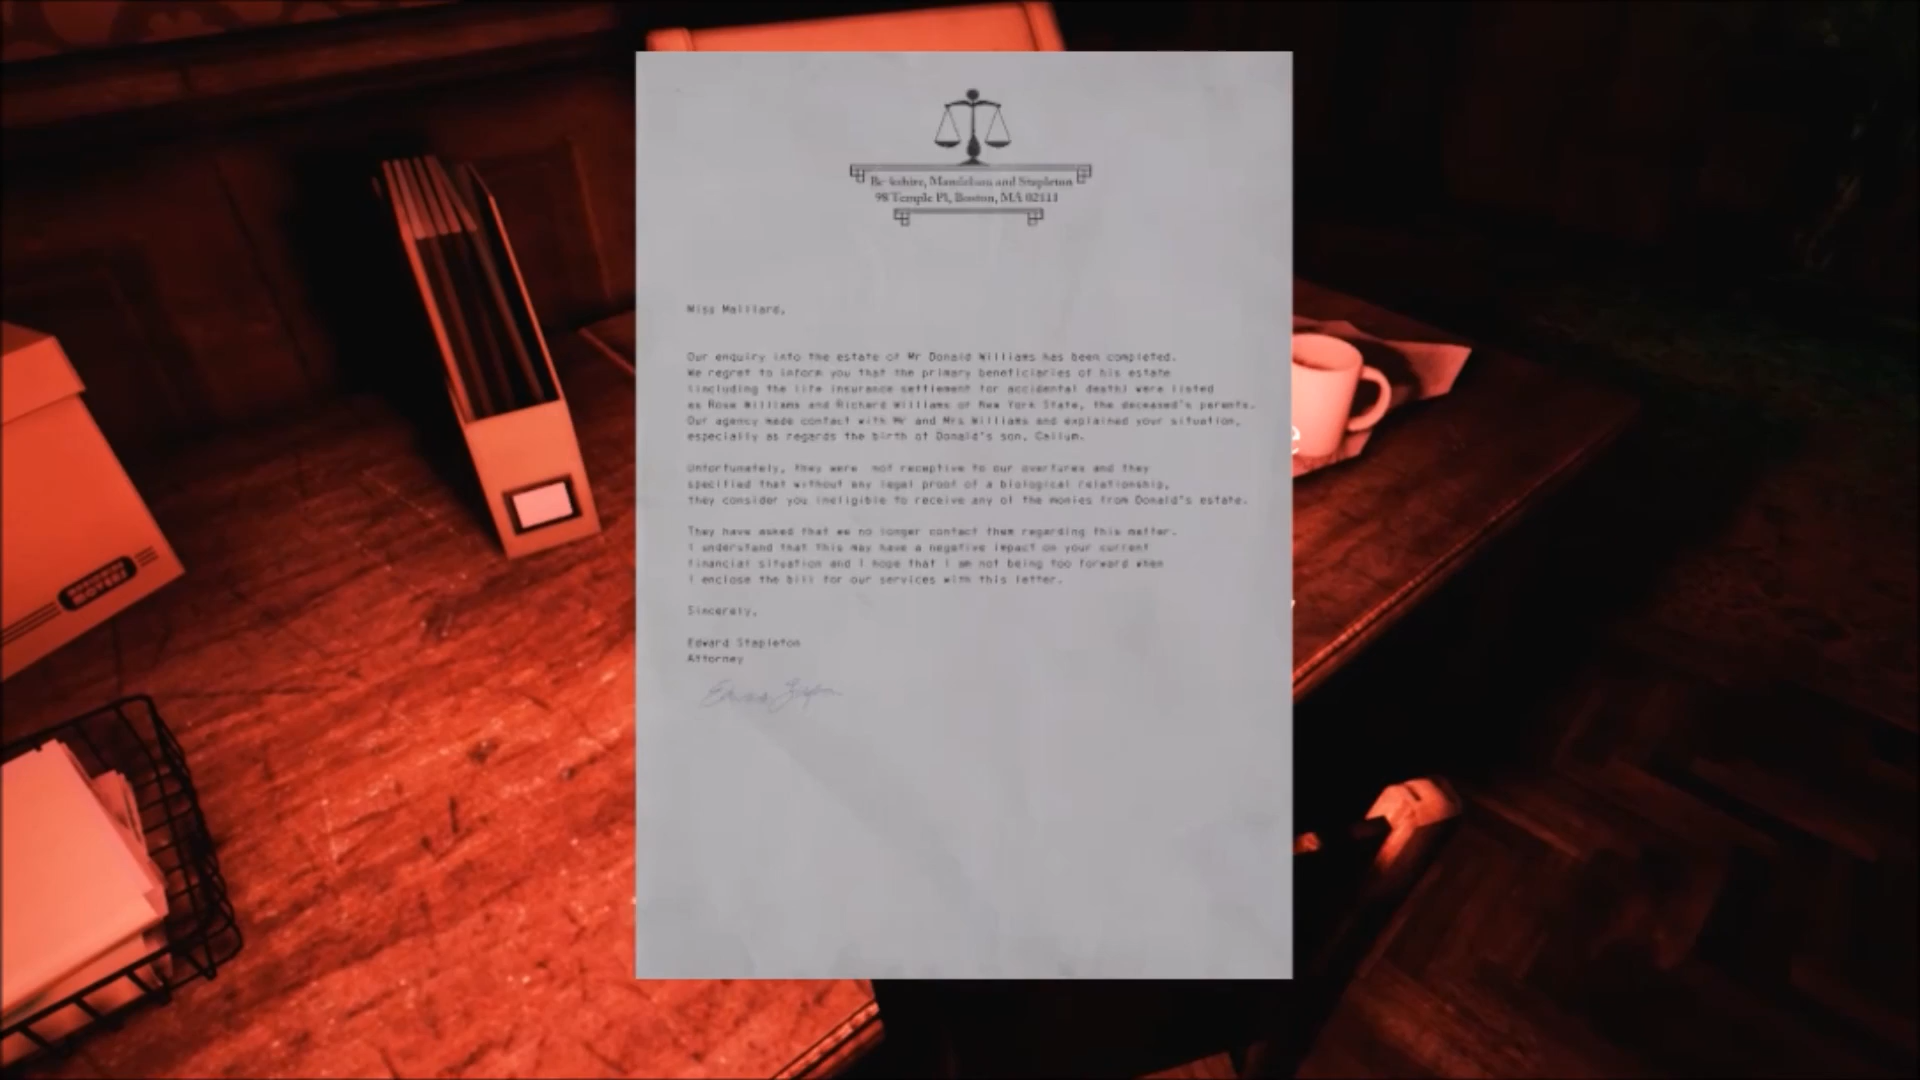 Berkshire, Mandelson and Stapleton
98 Temple Pl, Boston, MA 02111
Miss Maillard,
Our enquiry into the estate of Mr Donald Williams has been completed.
We regret to inform you that the primary beneficiaries of his estate
(including the life insurance settlement for accidental death) were listed
as Rose Williams and Richard Williams of New York State, the deceased's parents.
Our agency made contact with Mr and Mrs Williams and explained your situation,
especially as regards the birth of Donald's son, Callum.
Unfortunately, they were not receptive to our overtures and they
specified that without any legal proof of a biological relationship,
they consider you ineligible to receive any of the monies from Donald's estate.
They have asked that we no longer contact them regarding this matter.
I understand that this may have a negative impact on your current
financial situation and I hope that I am not being too forward when
I enclose the bill for our services with this letter.
Sincerely,
Edward Stapleton
Attorney